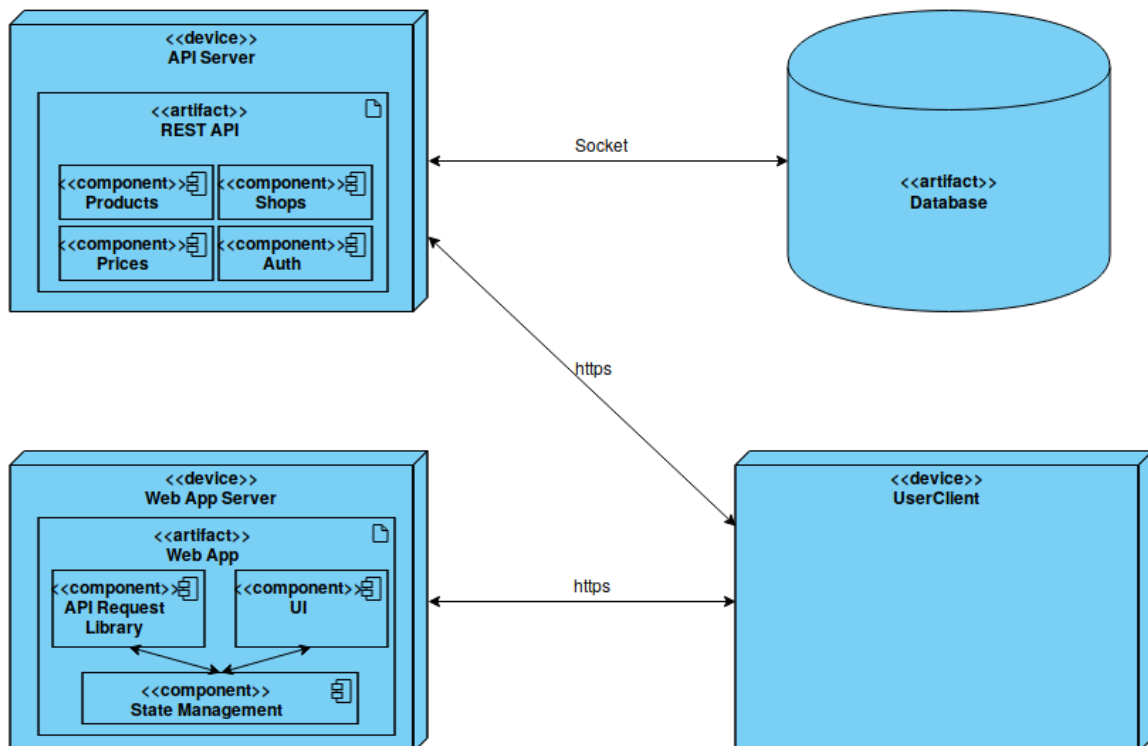 <<device>>
API Server
<<artifact>>
REST API
<<component>>
Products
<<component>>
Shops
<<component>>
Prices
<<component>>
Auth
Socket
<<artifact>>
Database
https
<<device>>
Web App Server
<<artifact>>
Web App
<<component>>
API Request
Library
<<component>>
UI
<<component>>
State Management
https
<<device>>
UserClient